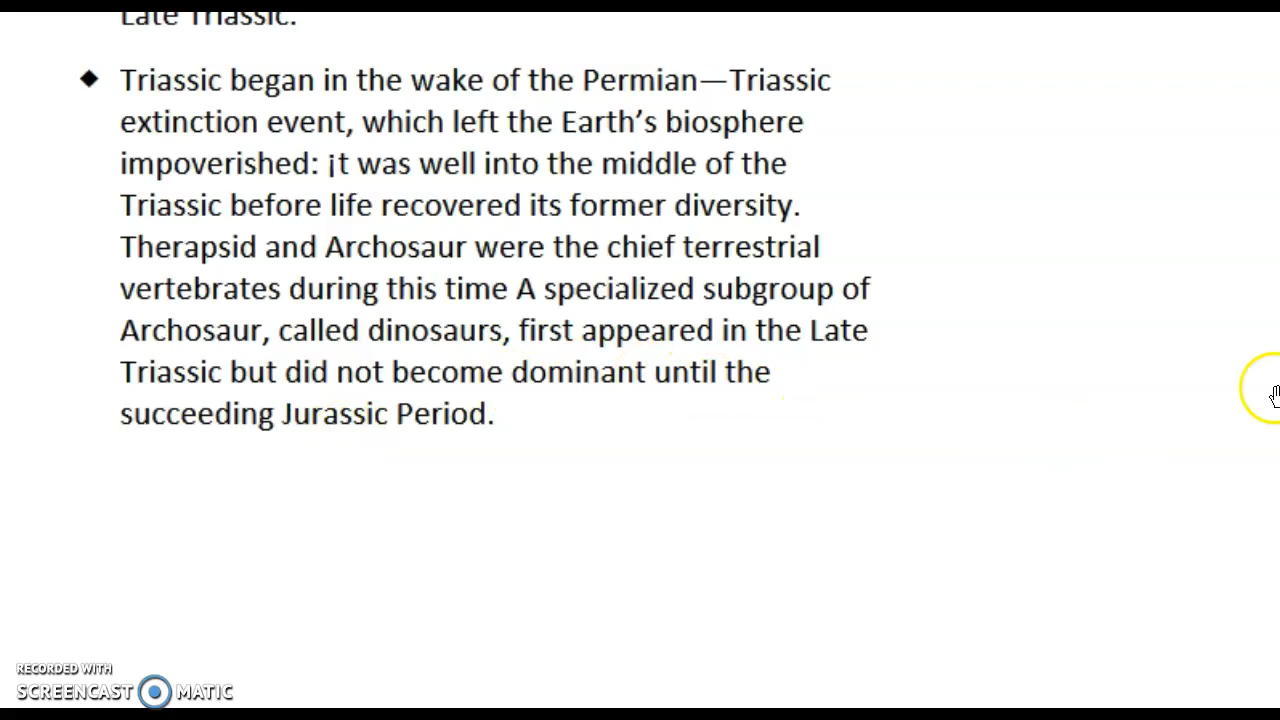 Late Triassic.
◆ Triassic began in the wake of the Permian—Triassic
extinction event, which left the Earth’s biosphere
impoverished: ¡t was well into the middle of the
Triassic before life recovered its former diversity.
Therapsid and Archosaur were the chief terrestrial
vertebrates during this time A specialized subgroup of
Archosaur, called dinosaurs, first appeared in the Late
Triassic but did not become dominant until the
succeeding Jurassic Period.
RECORDED WITH
SCREENCAST MATIC